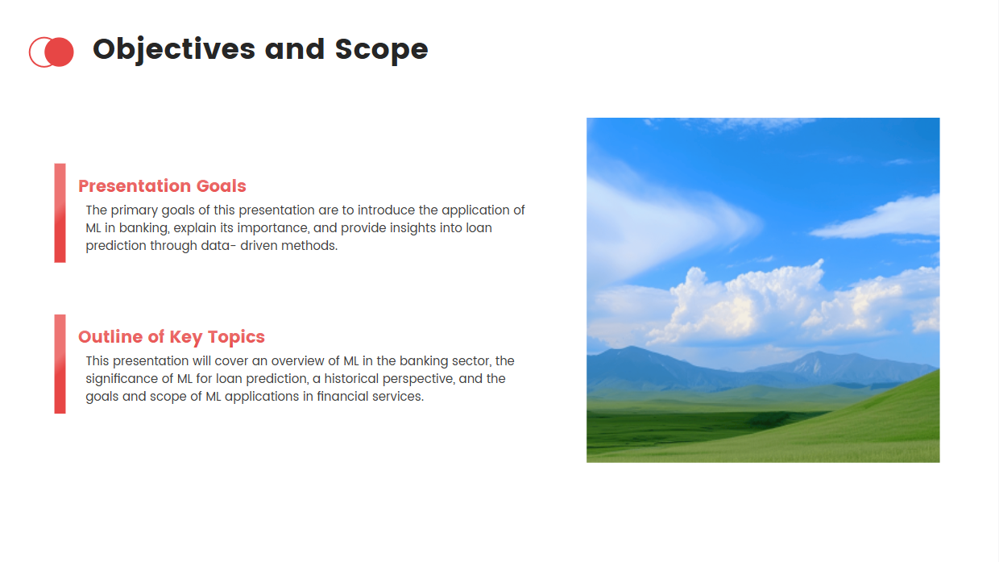 Objectives and Scope
Presentation Goals
The primary goals of this presentation are to introduce the application of
ML in banking, explain its importance, and provide insights into loan
prediction through data- driven methods.
Outline of Key Topics
This presentation will cover an overview of ML in the banking sector, the
significance of ML for loan prediction, a historical perspective, and the
goals and scope of ML applications in financial services.